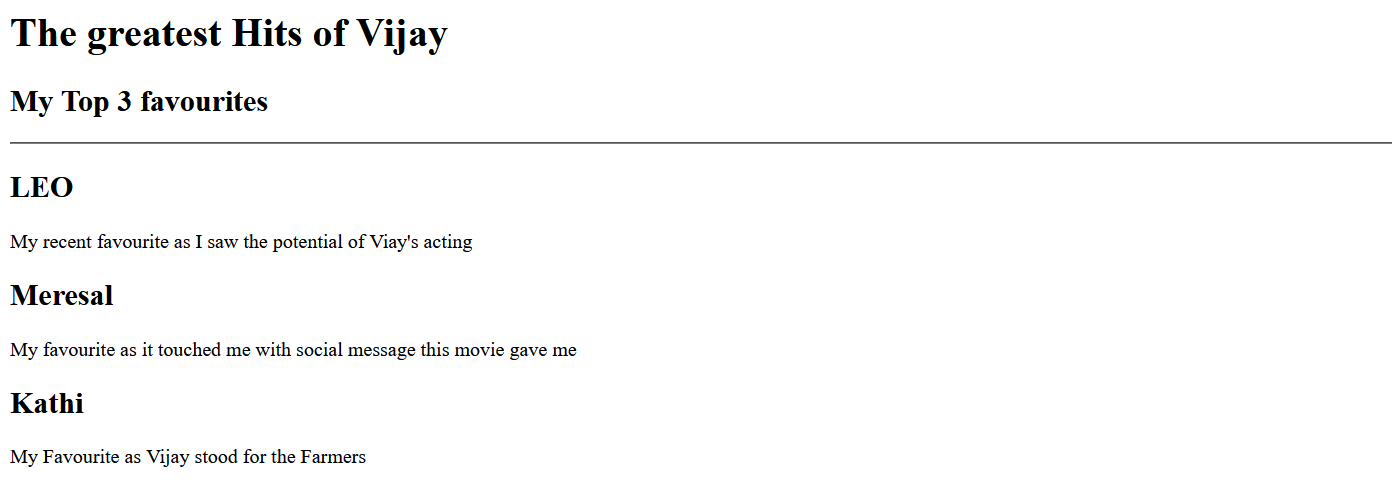 The greatest Hits of Vijay
My Top 3 favourites
LEO
My recent favourite as I saw the potential of Viay's acting
Meresal
My favourite as it touched me with social message this movie gave me
Kathi
My Favourite as Vijay stood for the Farmers